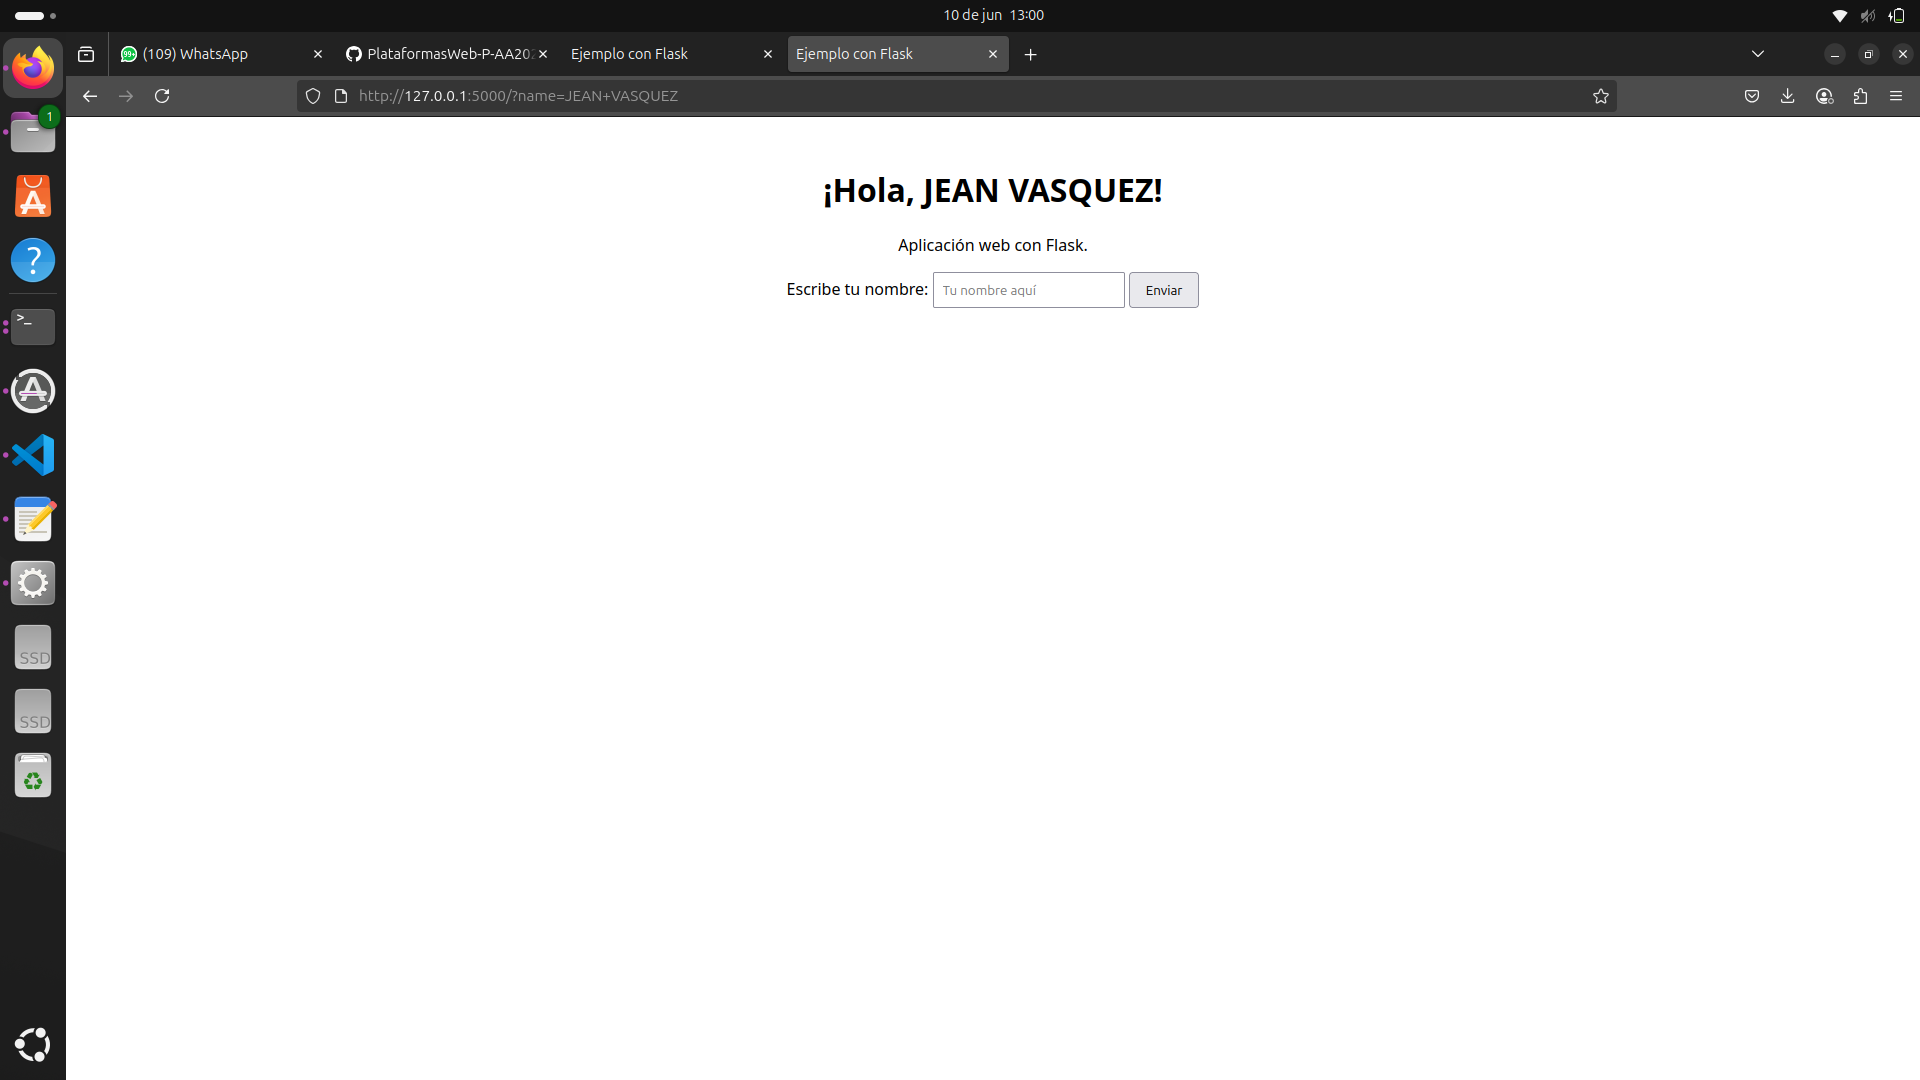 10 de jun 13:00
(109) WhatsApp
PlataformasWeb-P-AA202
Ejemplo con Flask
Ejemplo con Flask
http://127.0.0.1:5000/?name=JEAN+VASQUEZ
1
¡Hola, JEAN VASQUEZ!
Aplicación web con Flask.
Escribe tu nombre: Tu nombre aquí Enviar
SSD
SSD